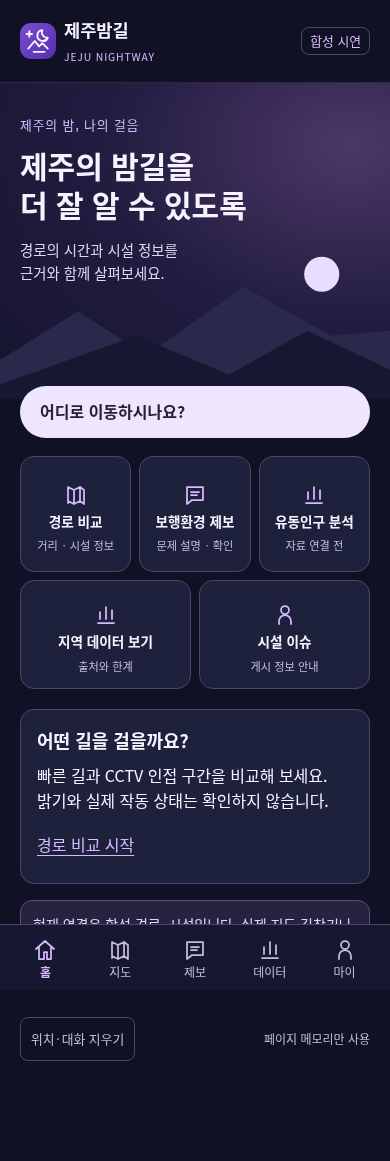 제주밤길
JEJU NIGHTWAY
합성 시연
제주의 밤, 나의 걸음
제주의 밤길을
더 잘 알 수 있도록
경로의 시간과 시설 정보를
근거와 함께 살펴보세요.
어디로 이동하시나요?
경로 비교
거리 · 시설 정보
보행환경 제보
문제 설명 · 확인
유동인구 분석
자료 연결 전
지역 데이터 보기
출처와 한계
시설 이슈
게시 정보 안내
어떤 길을 걸을까요?
빠른 길과 CCTV 인접 구간을 비교해 보세요.
밝기와 실제 작동 상태는 확인하지 않습니다.
경로 비교 시작
홈
지도
제보
데이터
마이
위치·대화 지우기
페이지 메모리만 사용